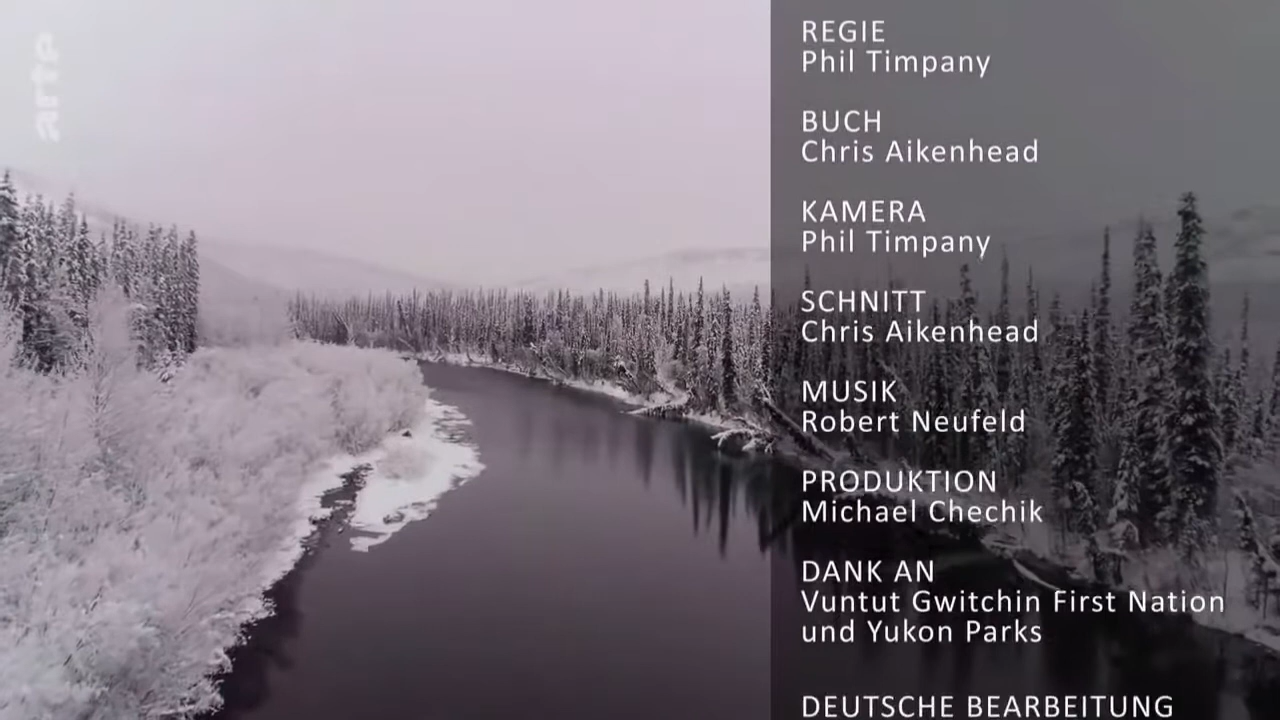 arte
REGIE
Phil Timpany
BUCH
Chris Aikenhead
KAMERA
Phil Timpany
SCHNITT
Chris Aikenhead
MUSIK
Robert Neufeld
PRODUKTION
Michael Chechik
DANK AN
Vuntut Gwitchin First Nation
und Yukon Parks
DEUTSCHE BEARBEITUNG